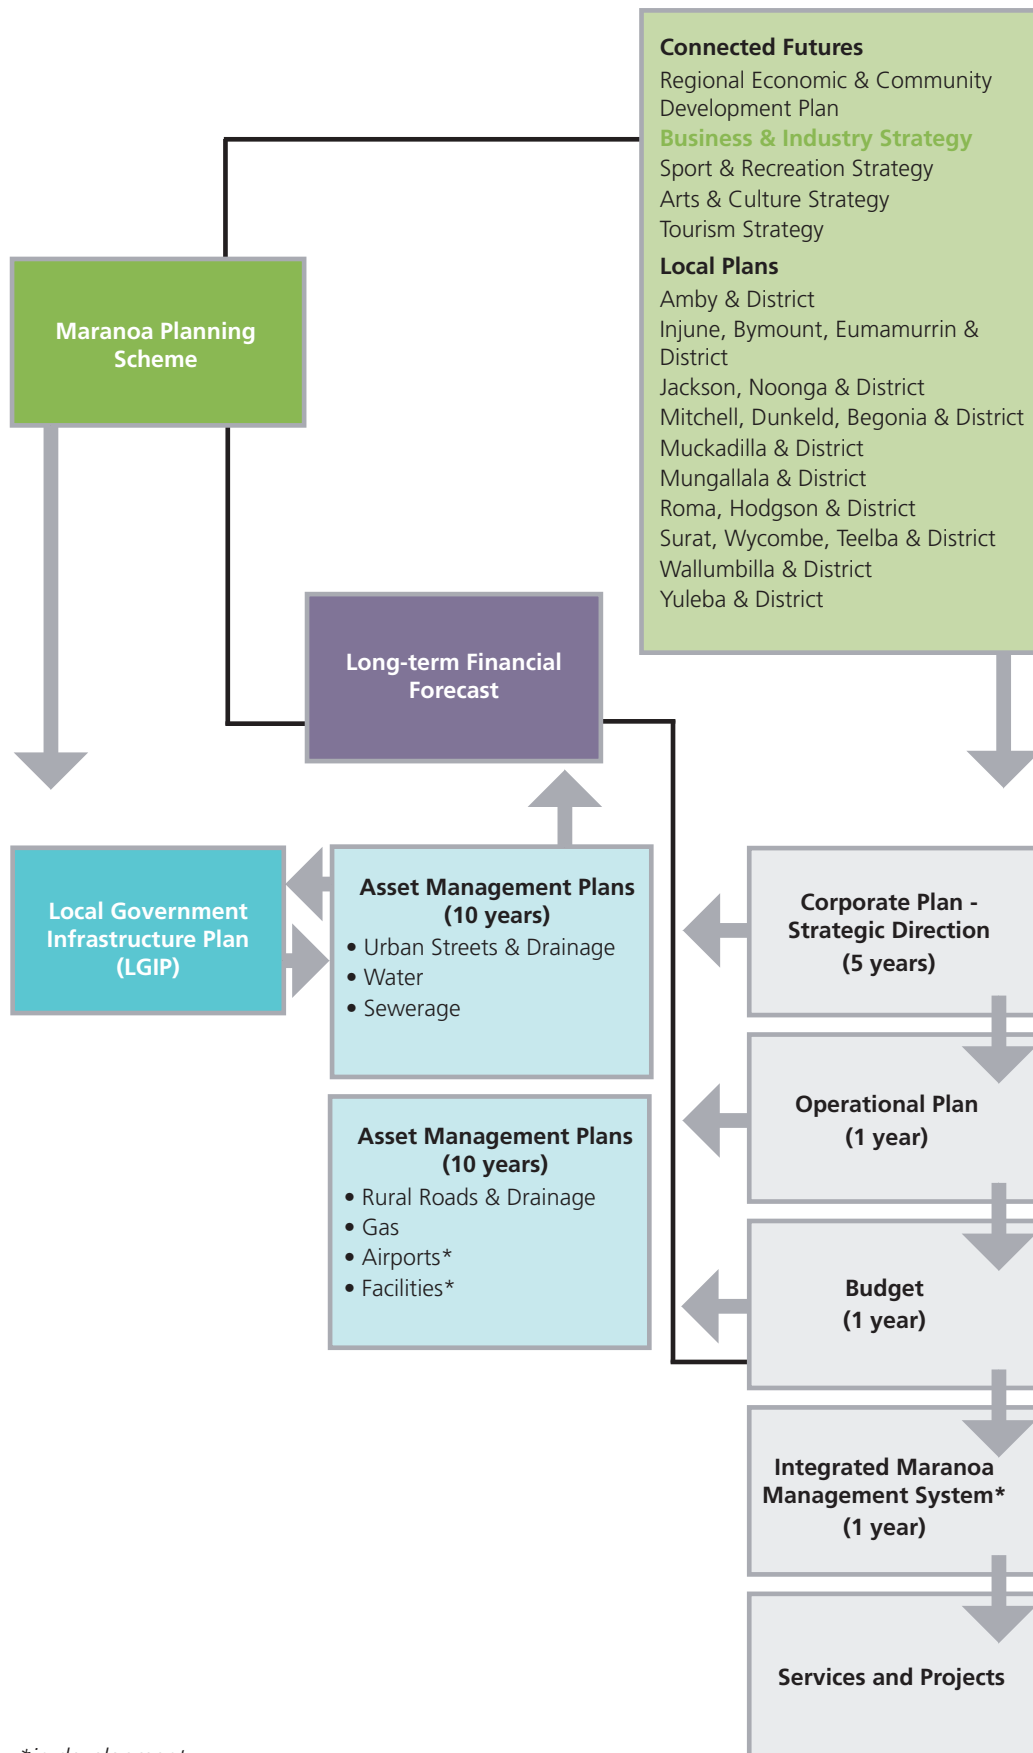 Connected Futures
Regional Economic & Community
Development Plan
Business & Industry Strategy
Sport & Recreation Strategy
Arts & Culture Strategy
Tourism Strategy
Local Plans
Amby & District
Injune, Bymount, Eumamurrin &
District
Jackson, Noonga & District
Mitchell, Dunkeld, Begonia & District
Muckadilla & District
Mungallala & District
Roma, Hodgson & District
Surat, Wycombe, Teelba & District
Wallumbilla & District
Yuleba & District
Maranoa Planning
Scheme
Long-term Financial
Forecast
Local Government
Infrastructure Plan
(LGIP)
Asset Management Plans
(10 years)
• Urban Streets & Drainage
• Water
• Sewerage
Asset Management Plans
(10 years)
• Rural Roads & Drainage
• Gas
• Airports*
• Facilities*
Corporate Plan -
Strategic Direction
(5 years)
Operational Plan
(1 year)
Budget
(1 year)
Integrated Maranoa
Management System*
(1 year)
Services and Projects
*in development